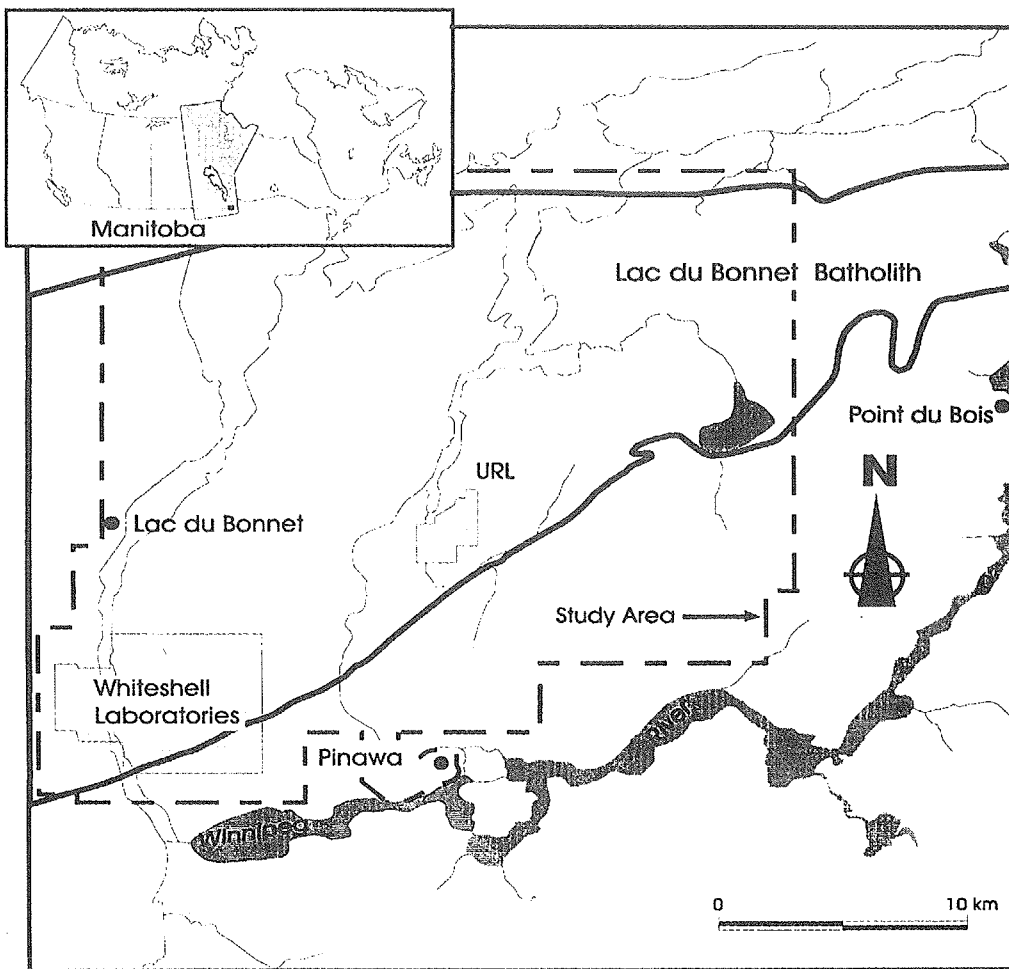 Manitoba
Lac du Bonnet Batholith
Point du Bois
N
URL
Lac du Bonnet
Study Area
Whiteshell
Laboratories
Pinawa
River
Winnipeg
0 10 km